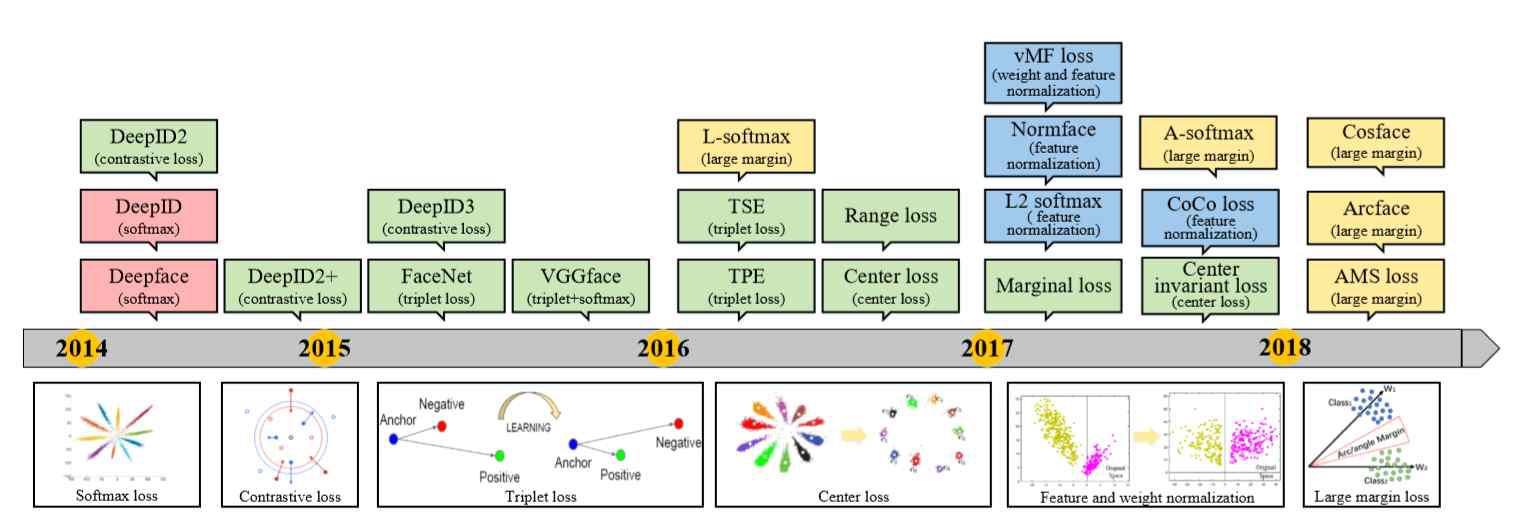 vMF loss
(weight and feature
normalization)
DeepID2
(contrastive loss)
L-softmax
(large margin)
Normface
(feature
normalization)
A-softmax
(large margin)
Cosface
(large margin)
DeepID
(softmax)
DeepID3
(contrastive loss)
TSE
(triplet loss)
Range loss
L2 softmax
( feature
normalization)
CoCo loss
(feature
normalization)
Arcface
(large margin)
Deepface
(softmax)
DeepID2+
(contrastive loss)
FaceNet
(triplet loss)
VGGface
(triplet+softmax)
TPE
(triplet loss)
Center loss
(center loss)
Marginal loss
Center
invariant loss
(center loss)
AMS loss
(large margin)
2014
2015
2016
2017
2018
Softmax loss
Contrastive loss
Anchor
Negative
Positive
LEARNING
Anchor
Negative
Positive
Triplet loss
Center loss
Original
Space
Original
Space
Feature and weight normalization
Class1
W1
Arc/angle Margin
W2
Class2
Large margin loss